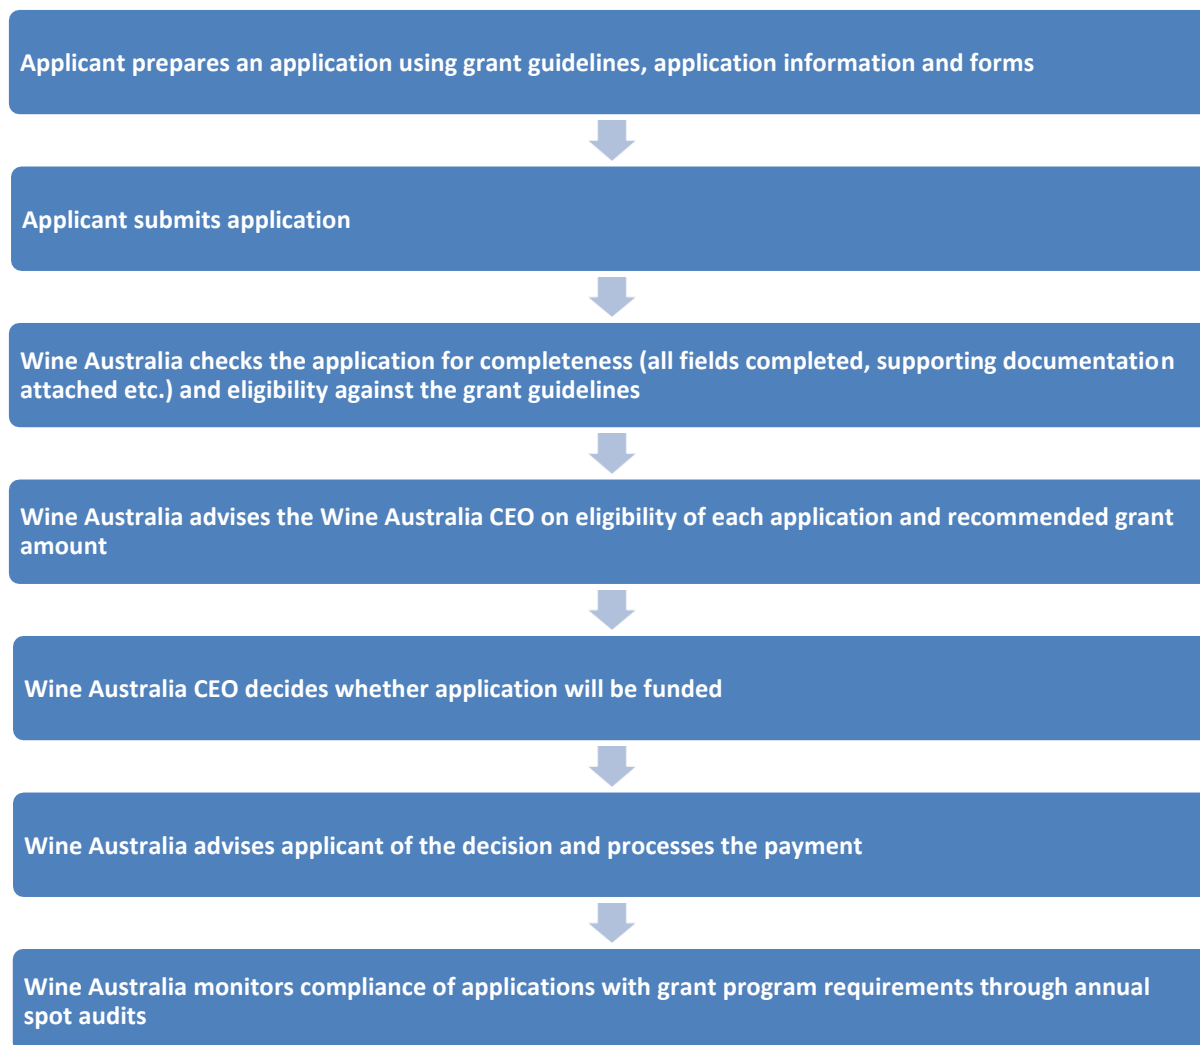 Applicant prepares an application using grant guidelines, application information and forms
Applicant submits application
Wine Australia checks the application for completeness (all fields completed, supporting documentation
attached etc.) and eligibility against the grant guidelines
Wine Australia advises the Wine Australia CEO on eligibility of each application and recommended grant
amount
Wine Australia CEO decides whether application will be funded
Wine Australia advises applicant of the decision and processes the payment
Wine Australia monitors compliance of applications with grant program requirements through annual
spot audits